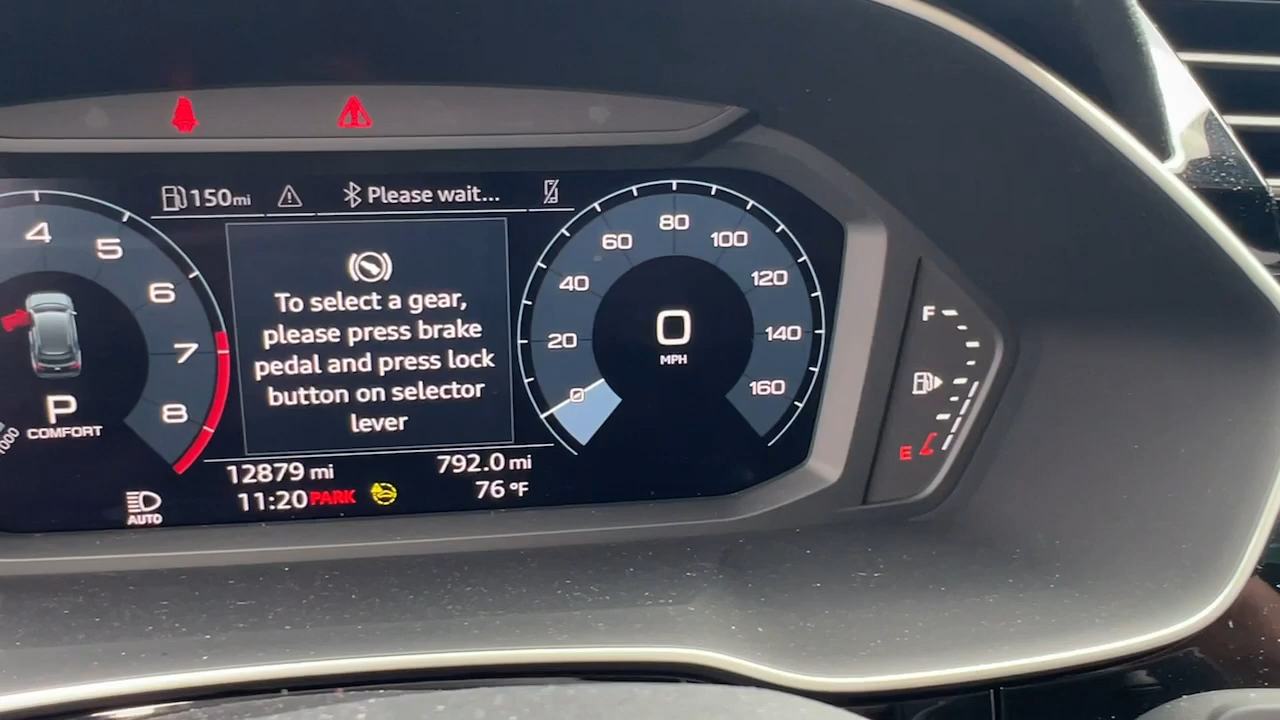 150mi
Please wait...
4
5
6
7
8
P
COMFORT
1000
To select a gear,
please press brake
pedal and press lock
button on selector
lever
0
20
40
60
80
100
120
140
160
0
MPH
12879 mi
792.0 mi
11:20 PARK
76 °F
AUTO
F
E